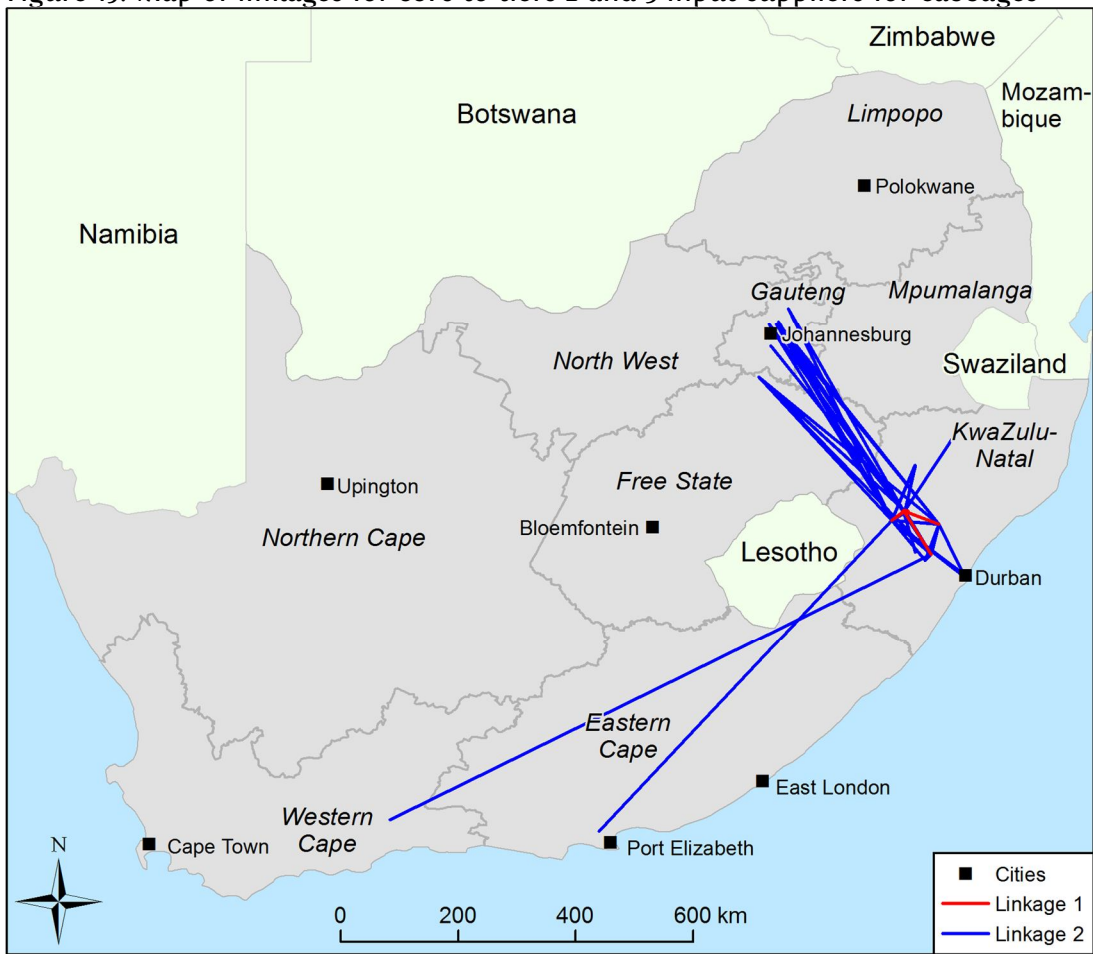 Zimbabwe
Mozam-
bique
Limpopo
Botswana
Polokwane
Namibia
Gauteng
Mpumalanga
Johannesburg
North West
Swaziland
KwaZulu-
Natal
Free State
Upington
Northern Cape
Bloemfontein
Lesotho
Durban
Eastern
Cape
East London
Western
Cape
Cape Town
Port Elizabeth
N
0 200 400 600 km
Cities
Linkage 1
Linkage 2